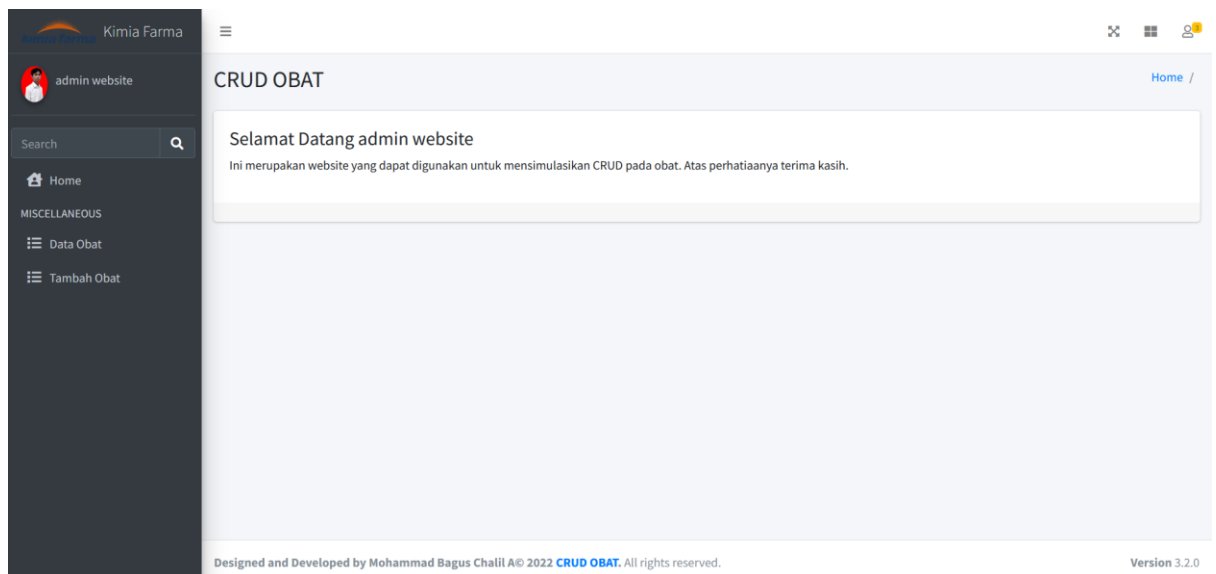 Kimia Farma
admin website
Search
Home
MISCELLANEOUS
Data Obat
Tambah Obat
3
CRUD OBAT
Home /
Selamat Datang admin website
Ini merupakan website yang dapat digunakan untuk mensimulasikan CRUD pada obat. Atas perhatiaanya terima kasih.
Designed and Developed by Mohammad Bagus Chalil A© 2022 CRUD OBAT. All rights reserved.
Version 3.2.0